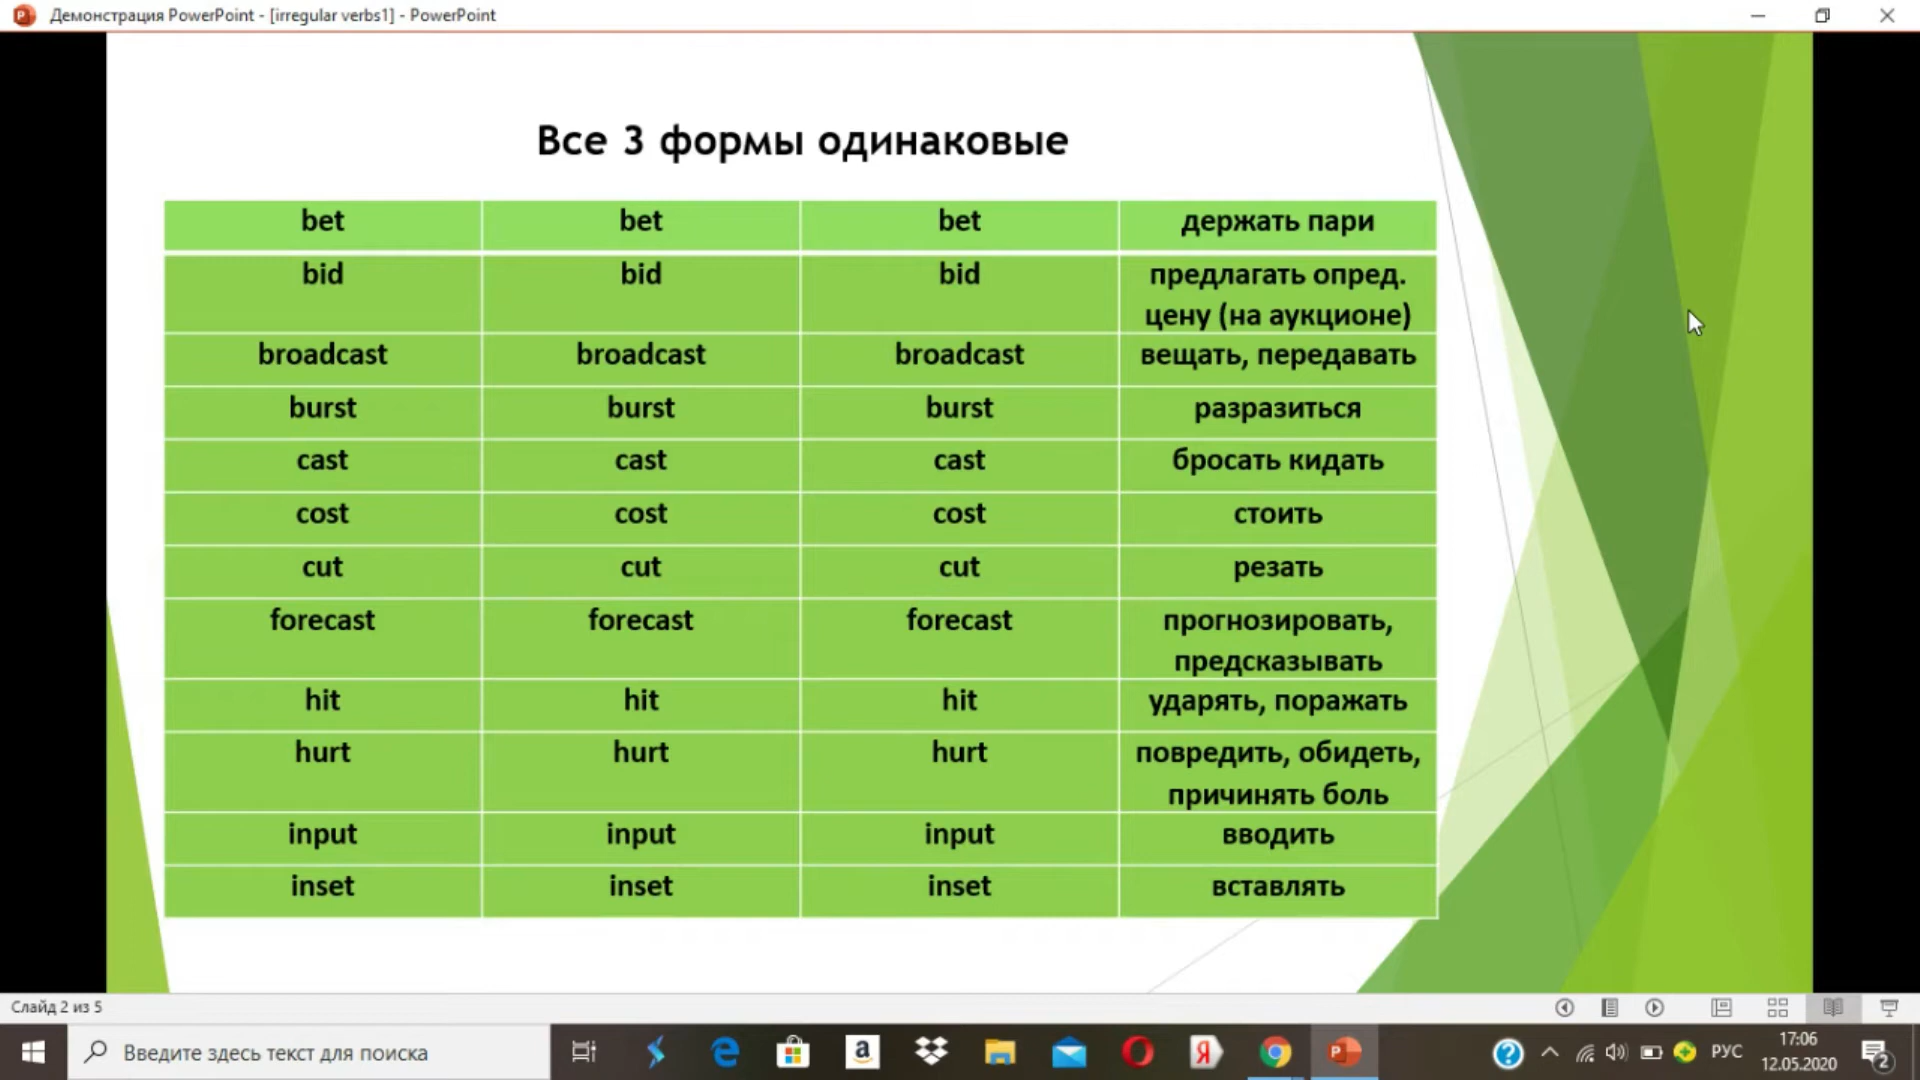 Демонстрация PowerPoint - [irregular verbs1] - PowerPoint
Все 3 формы одинаковые
bet bet bet держать пари
bid bid bid предлагать опред.
цену (на аукционе)
broadcast broadcast broadcast вещать, передавать
burst burst burst разразиться
cast cast cast бросать кидать
cost cost cost стоить
cut cut cut резать
forecast forecast forecast прогнозировать,
предсказывать
hit hit hit ударять, поражать
hurt hurt hurt повредить, обидеть,
причинять боль
input input input вводить
inset inset inset вставлять
Слайд 2 из 5
Введите здесь текст для поиска
РУС
17:06
12.05.2020
2